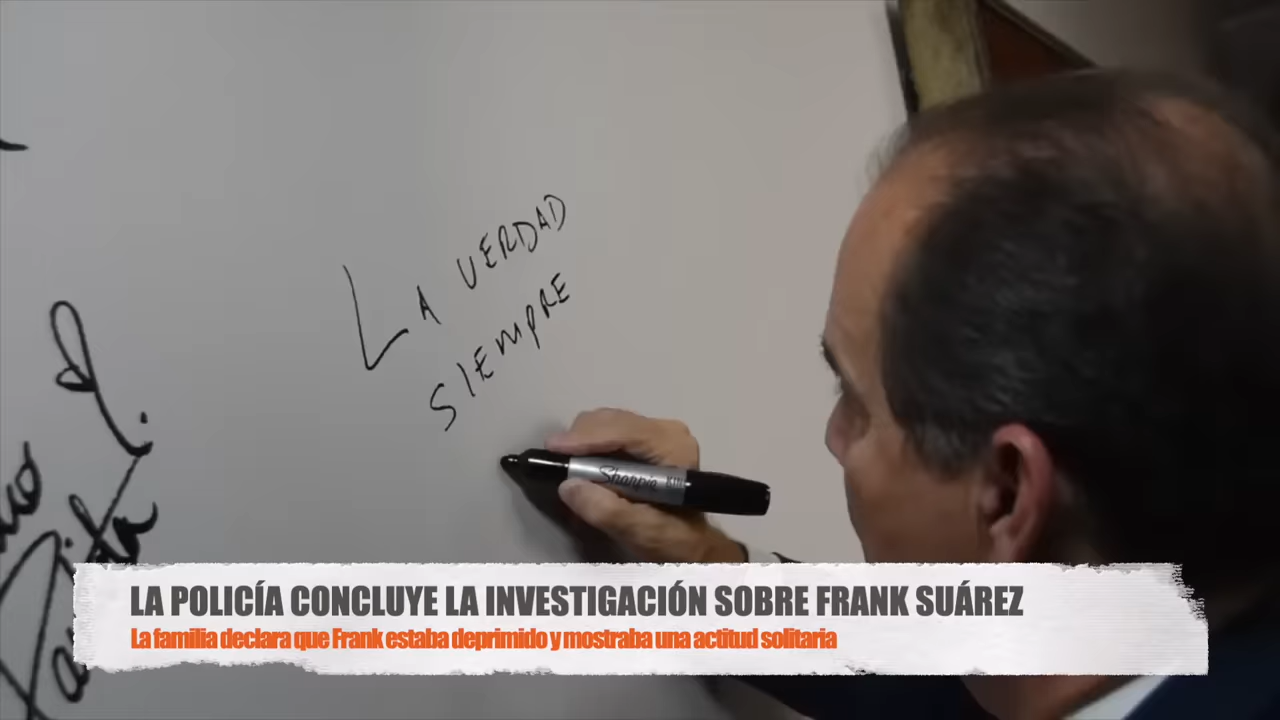 LA VERDAD
SIEMPRE
Sharpie
LA POLICÍA CONCLUYE LA INVESTIGACIÓN SOBRE FRANK SUÁREZ
La familia declara que Frank estaba deprimido y mostraba una actitud solitaria